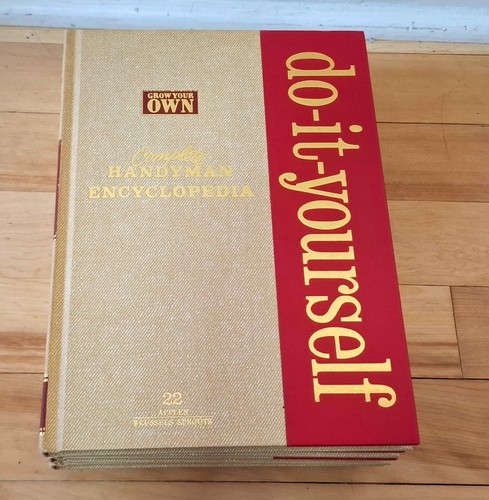 GROW YOUR
OWN
Complete
HANDYMAN
ENCYCLOPEDIA
do-it-yourself
22
APPLES
BRUSSELS SPROUTS